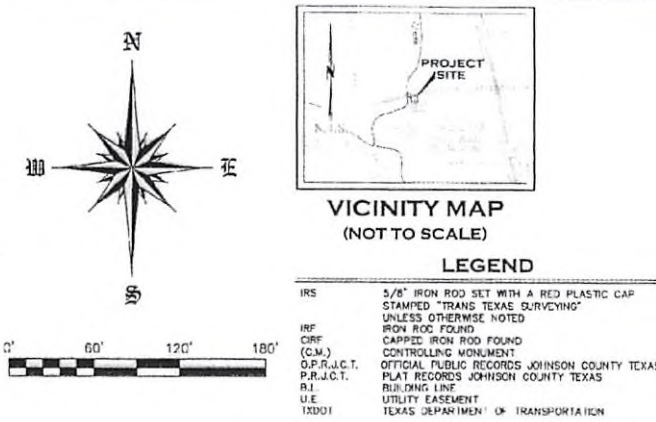 N
W
E
S
0' 60' 120' 180'
N
PROJECT
SITE
VICINITY MAP
(NOT TO SCALE)
LEGEND
IRS 5/8" IRON ROD SET WITH A RED PLASTIC CAP
STAMPED "TRANS TEXAS SURVEYING"
UNLESS OTHERWISE NOTED
IRF IRON ROD FOUND
CIRF CAPPED IRON ROD FOUND
(C.M.) CONTROLLING MONUMENT
O.P.R.J.C.T. OFFICIAL PUBLIC RECORDS JOHNSON COUNTY TEXAS
P.R.J.C.T. PLAT RECORDS JOHNSON COUNTY TEXAS
B.L. BUILDING LINE
U.E. UTILITY EASEMENT
TXDOT TEXAS DEPARTMENT OF TRANSPORTATION